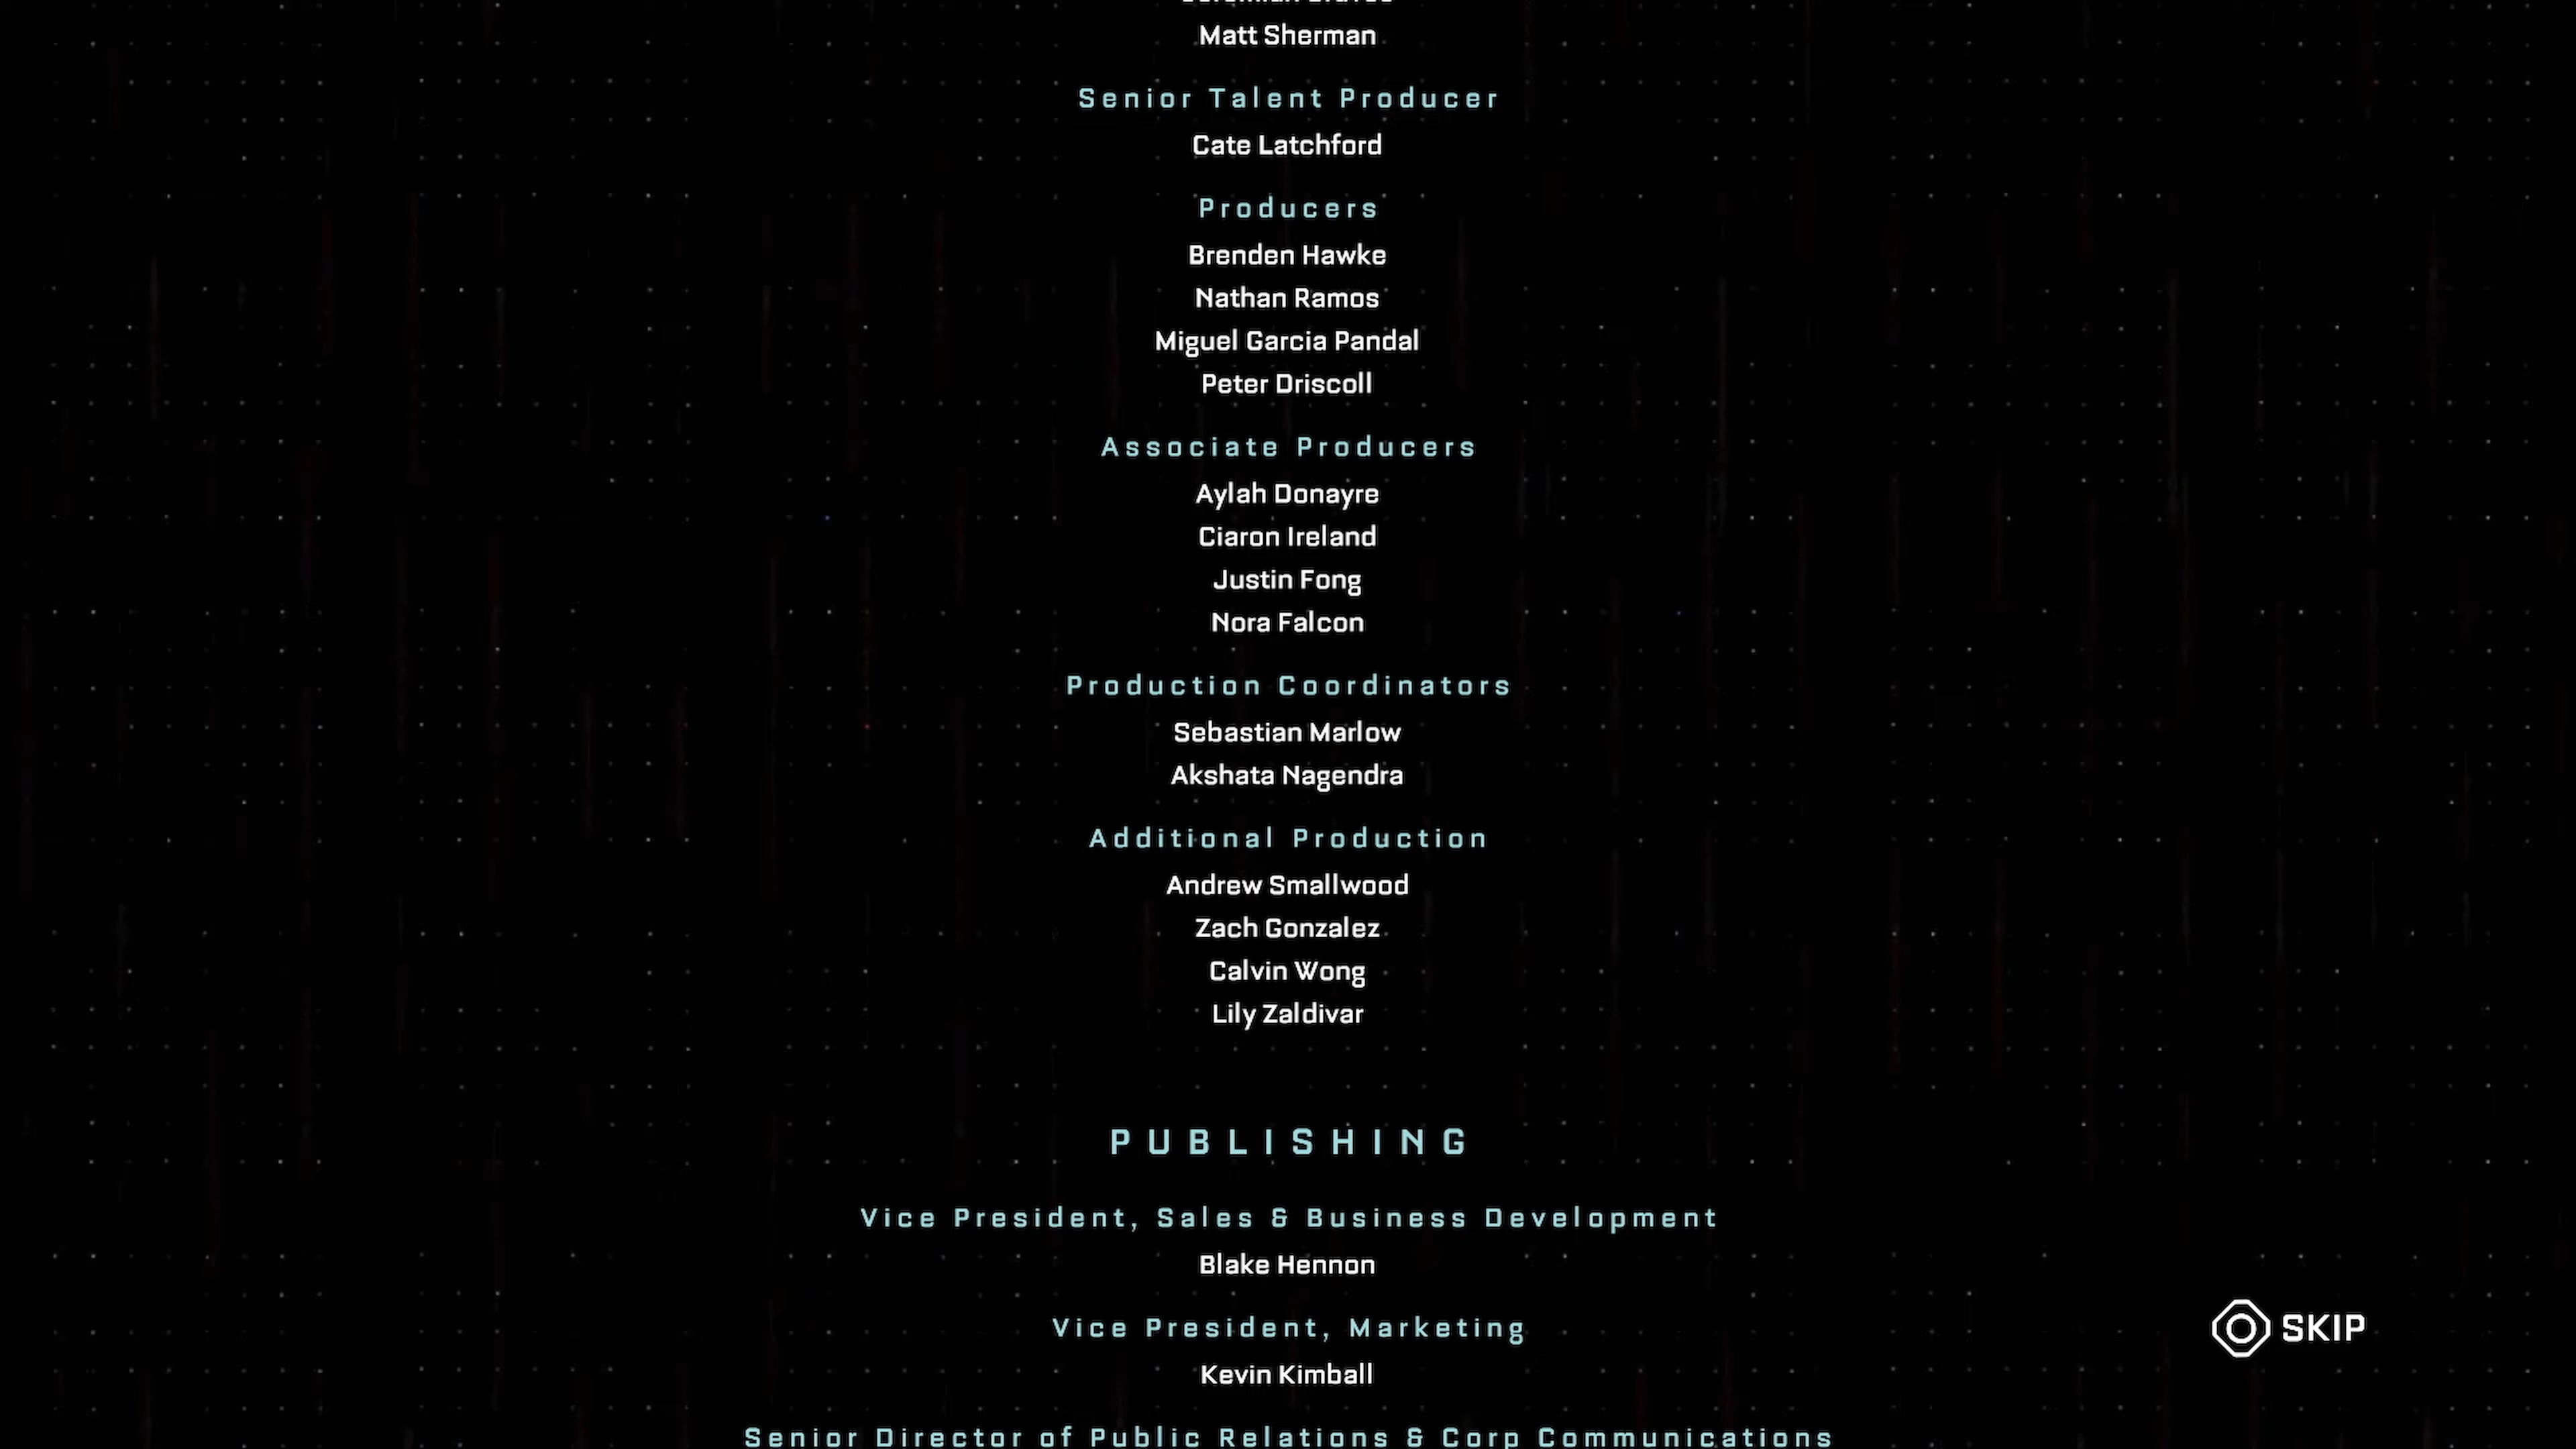 Matt Sherman
Senior Talent Producer
Cate Latchford
Producers
Brenden Hawke
Nathan Ramos
Miguel Garcia Pandal
Peter Driscoll
Associate Producers
Aylah Donayre
Ciaron Ireland
Justin Fong
Nora Falcon
Production Coordinators
Sebastian Marlow
Akshata Nagendra
Additional Production
Andrew Smallwood
Zach Gonzalez
Calvin Wong
Lily Zaldivar
PUBLISHING
Vice President, Sales & Business Development
Blake Hennon
Vice President, Marketing
SKIP
Kevin Kimball
Senior Director of Public Relations & Corp Communications